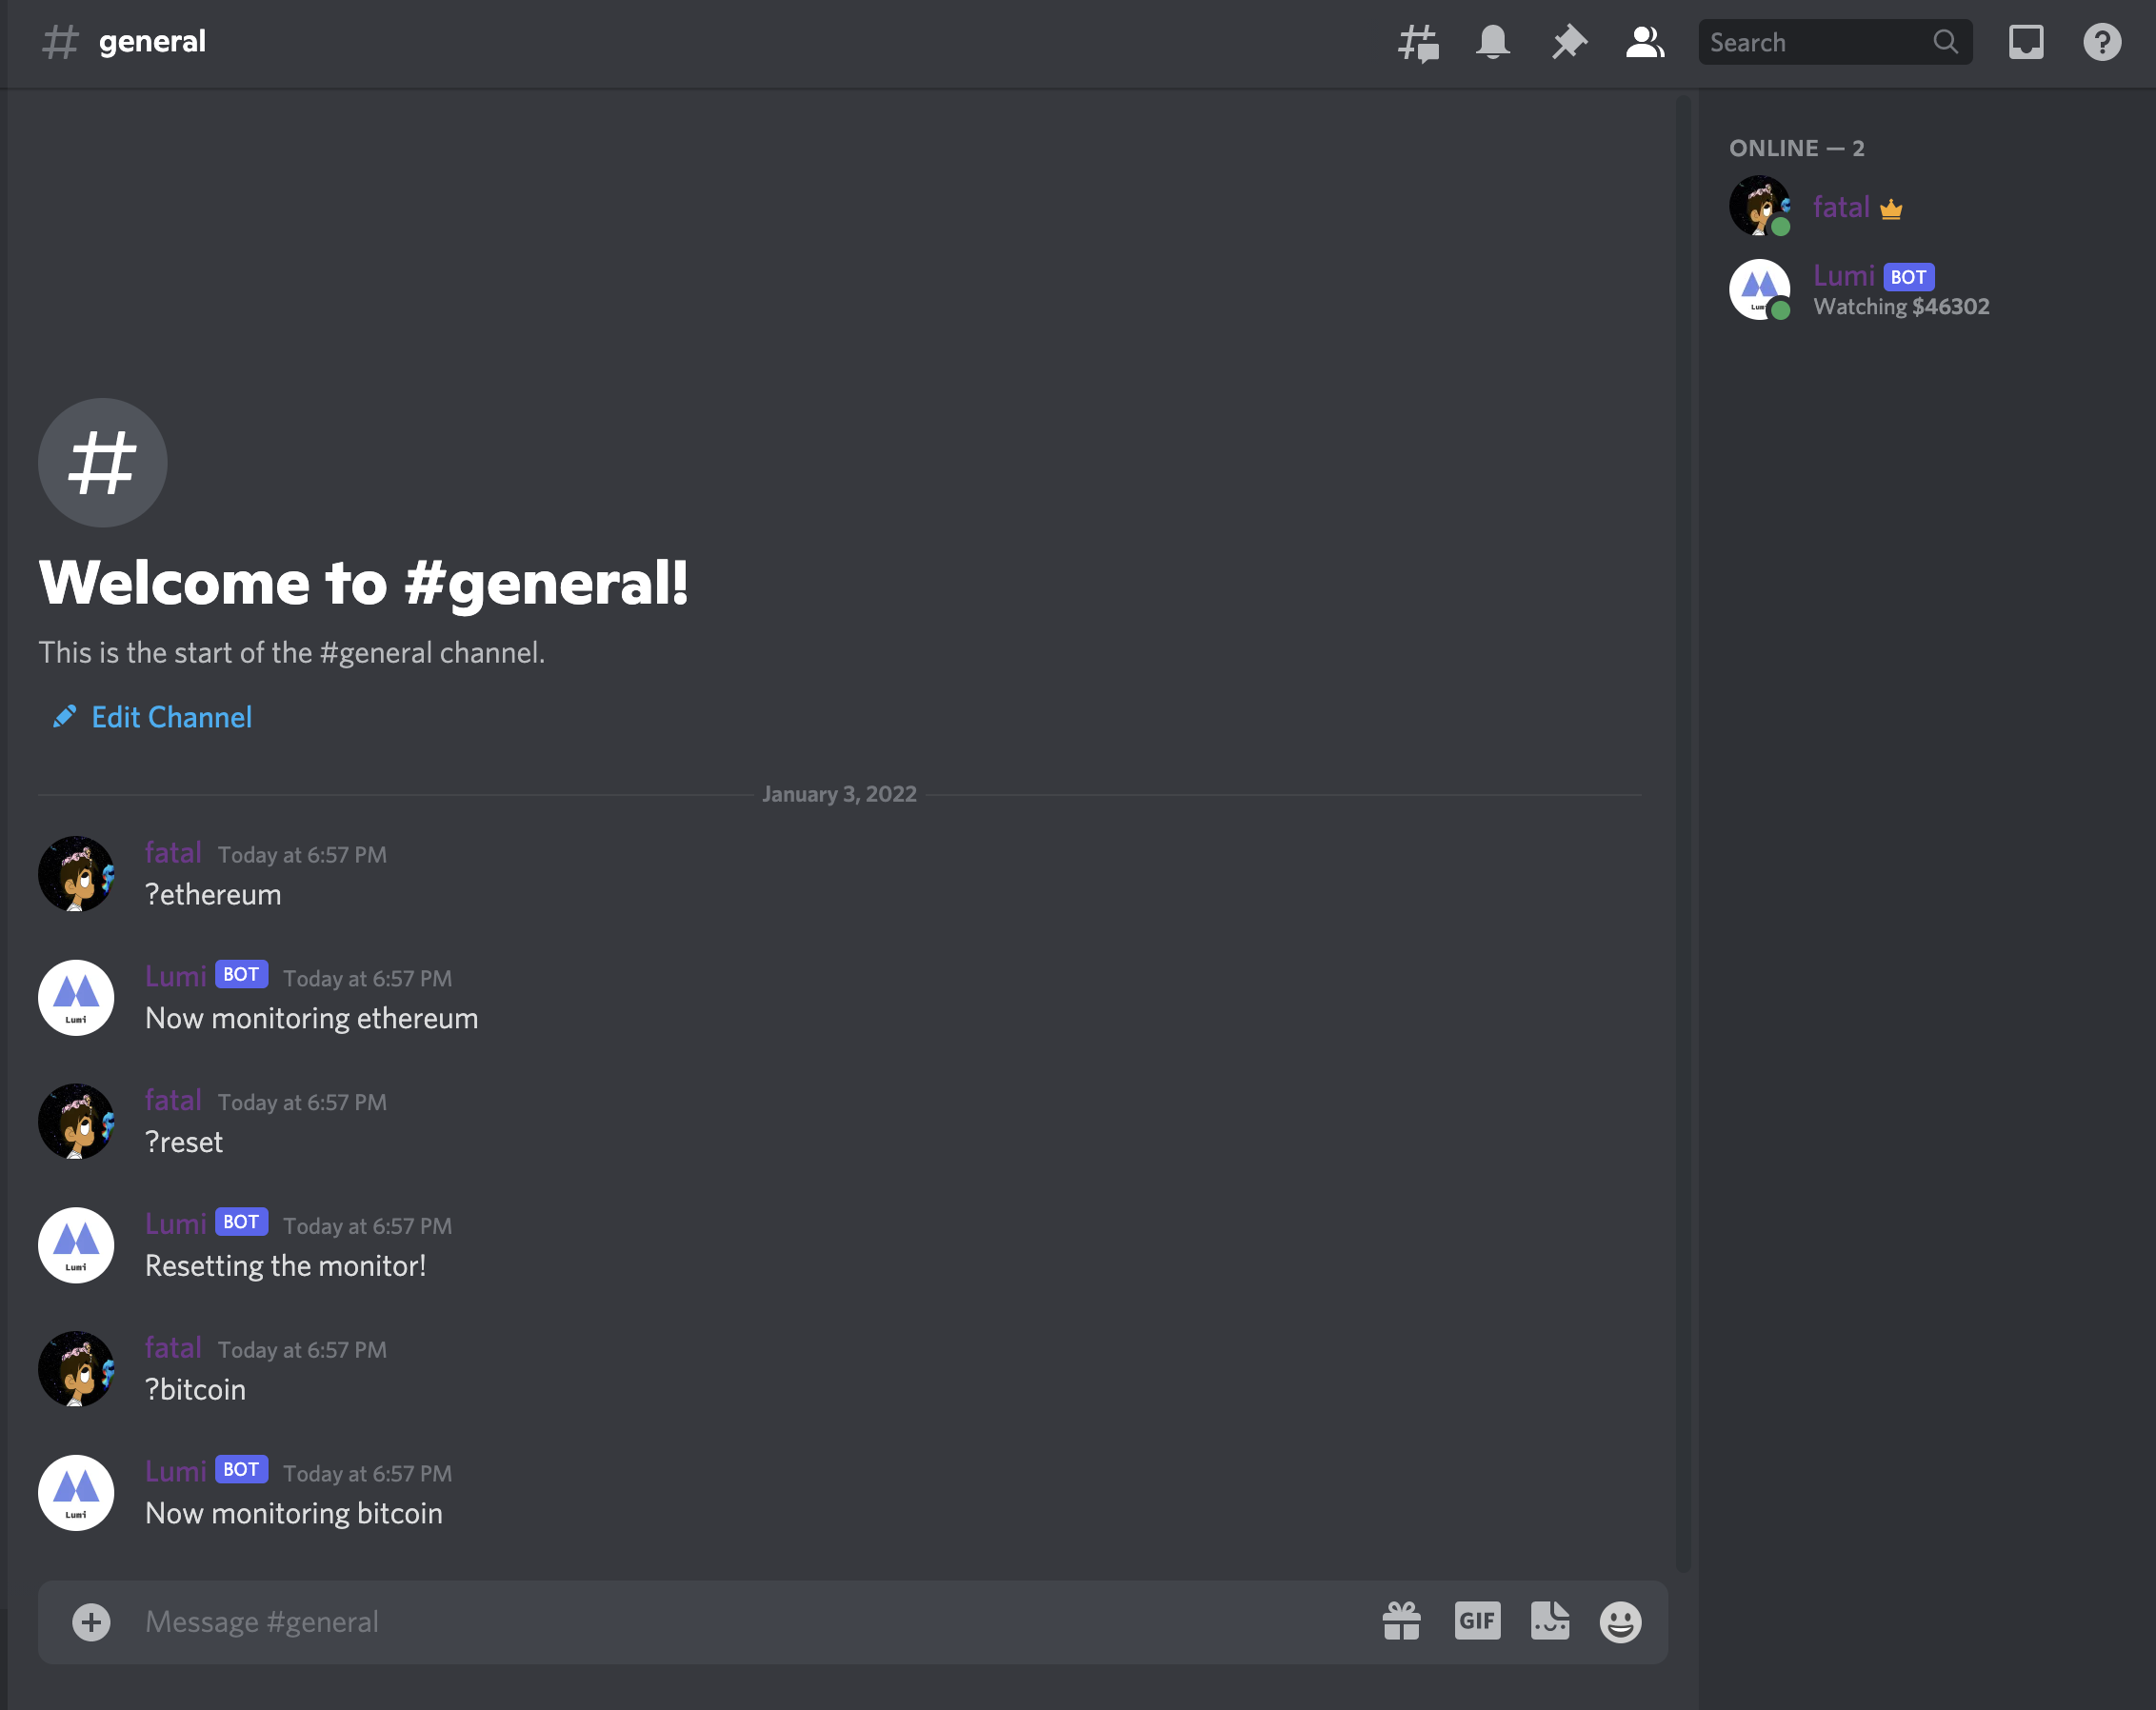 general
Search
ONLINE — 2
fatal
Lumi BOT
Watching $46302
Welcome to #general!
This is the start of the #general channel.
Edit Channel
January 3, 2022
fatal Today at 6:57 PM
?ethereum
Lumi BOT Today at 6:57 PM
Lumi
Now monitoring ethereum
fatal Today at 6:57 PM
?reset
Lumi BOT Today at 6:57 PM
Lumi
Resetting the monitor!
fatal Today at 6:57 PM
?bitcoin
Lumi BOT Today at 6:57 PM
Lumi
Now monitoring bitcoin
Message #general
GIF